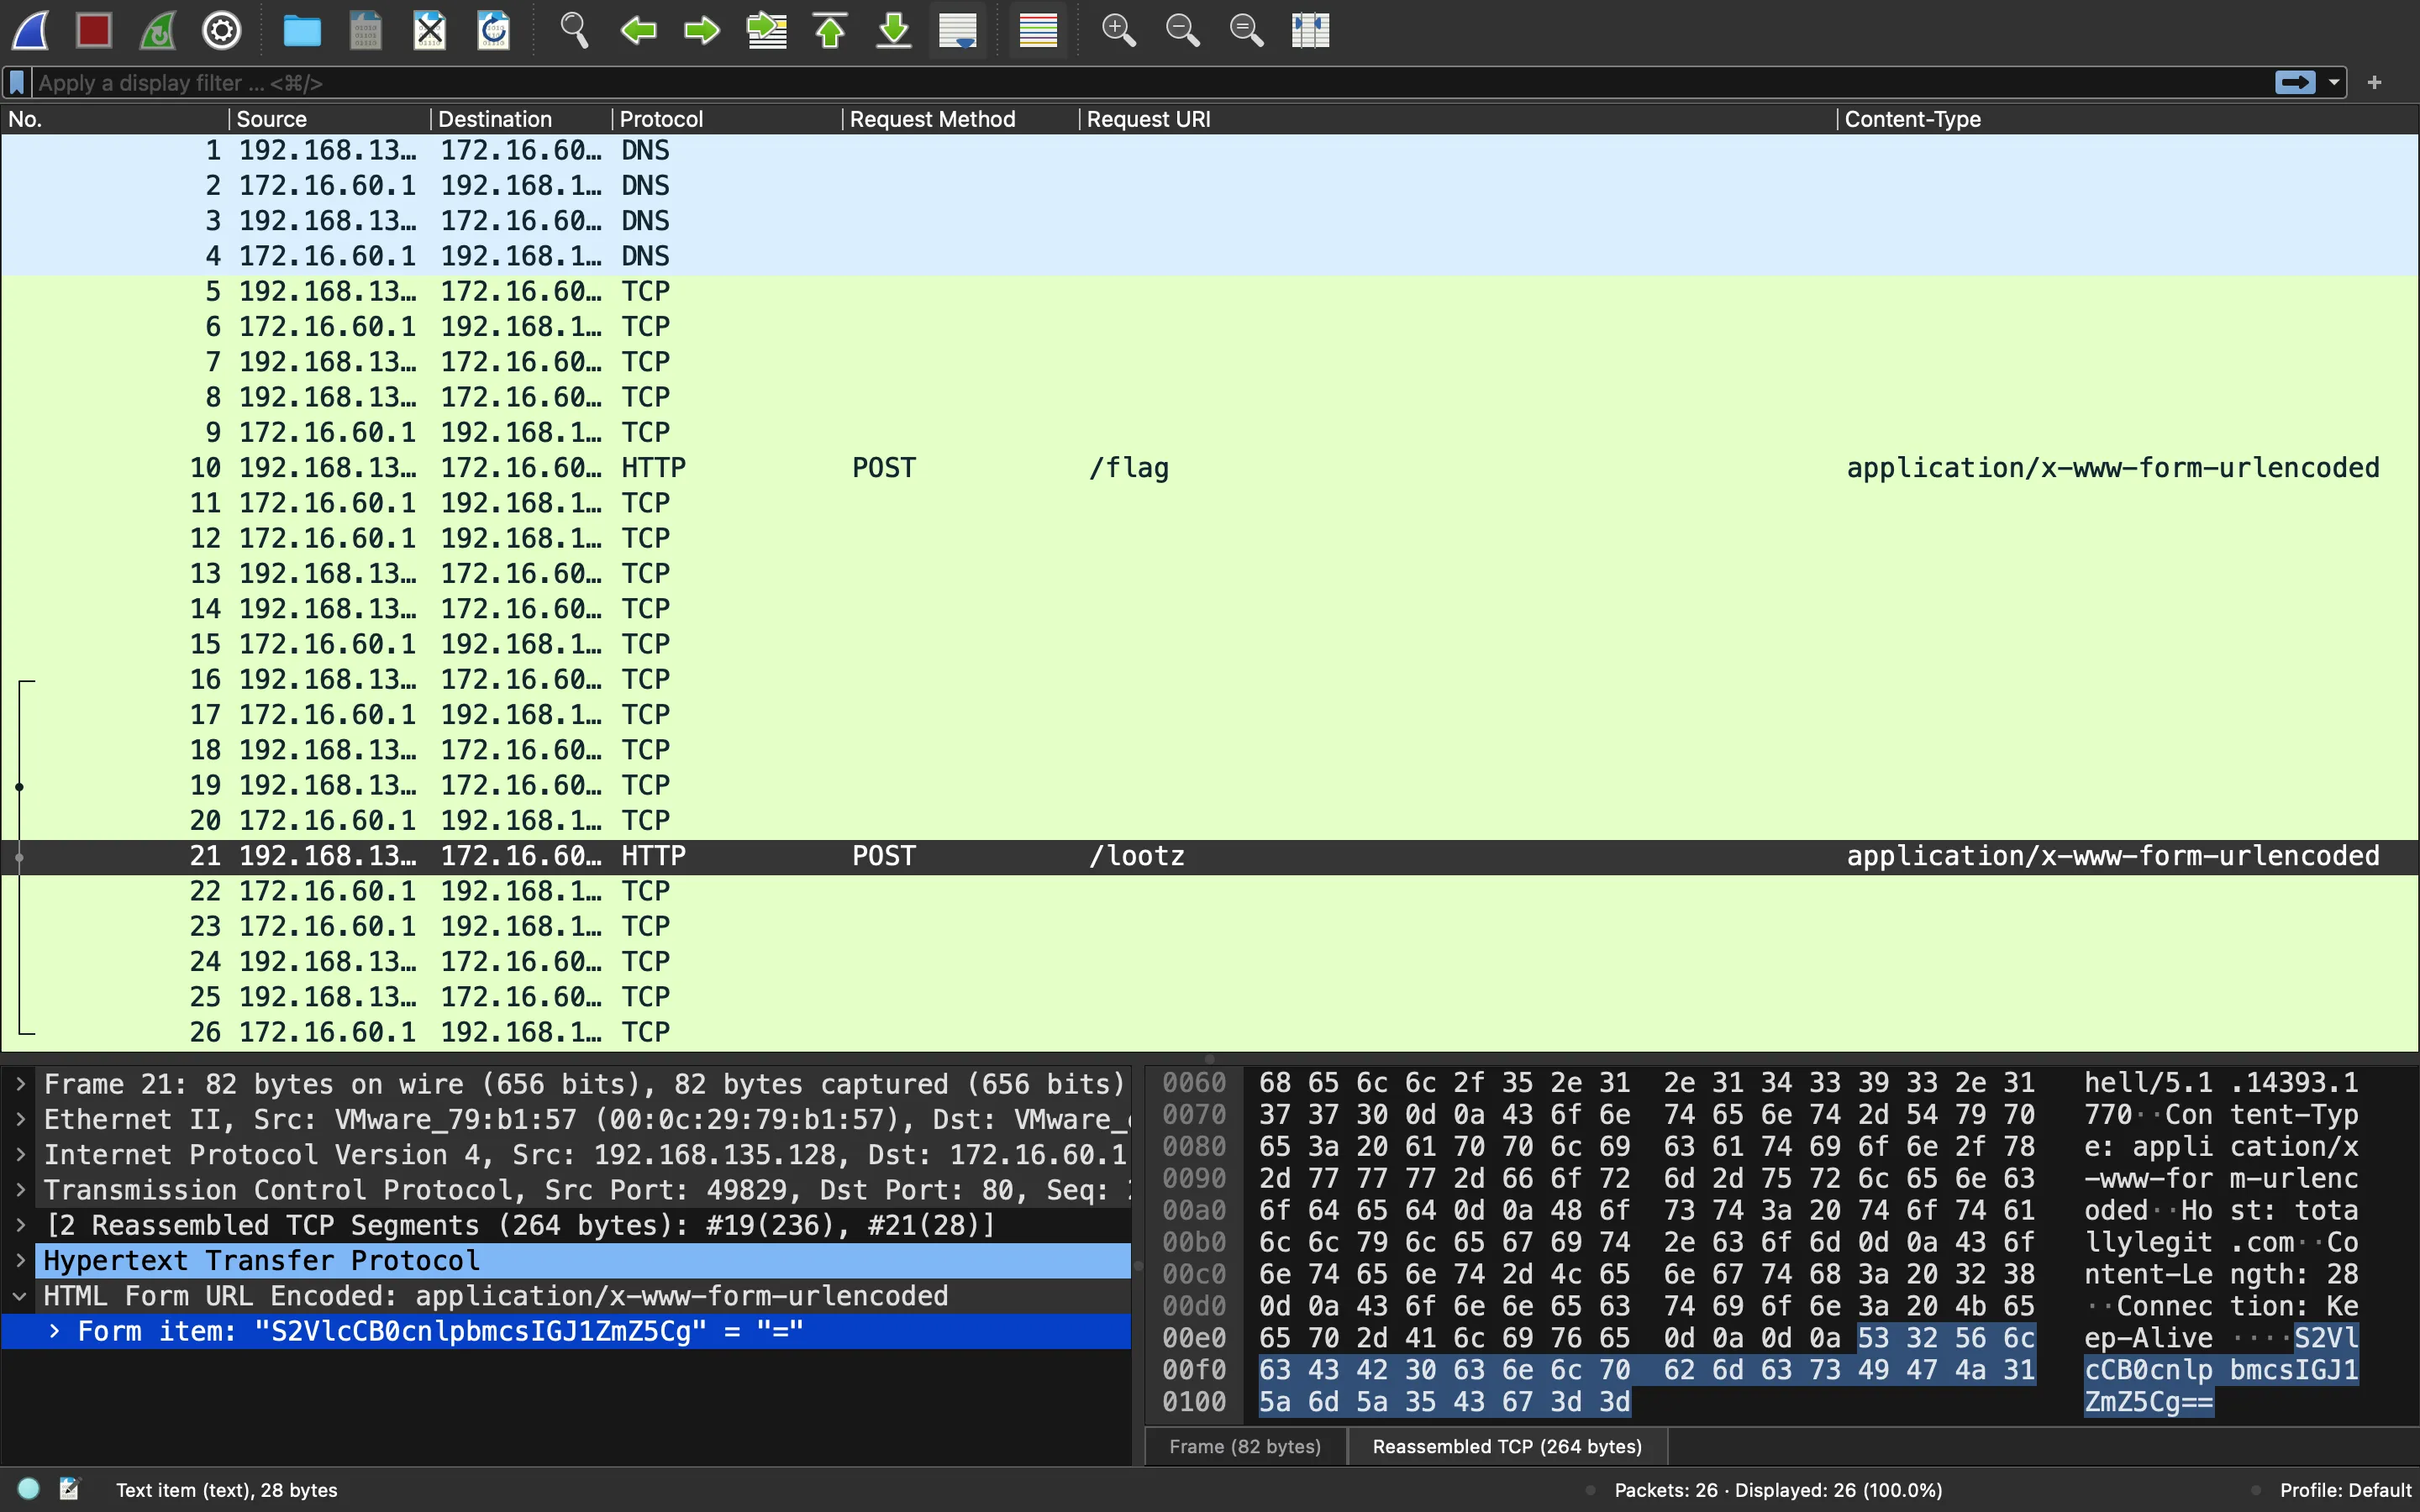 Apply a display filter ... <⌘/>
No. Source Destination Protocol Request Method Request URI Content-Type
1 192.168.13… 172.16.60… DNS
2 172.16.60.1 192.168.1… DNS
3 192.168.13… 172.16.60… DNS
4 172.16.60.1 192.168.1… DNS
5 192.168.13… 172.16.60… TCP
6 172.16.60.1 192.168.1… TCP
7 192.168.13… 172.16.60… TCP
8 192.168.13… 172.16.60… TCP
9 172.16.60.1 192.168.1… TCP
10 192.168.13… 172.16.60… HTTP POST /flag application/x-www-form-urlencoded
11 172.16.60.1 192.168.1… TCP
12 172.16.60.1 192.168.1… TCP
13 192.168.13… 172.16.60… TCP
14 192.168.13… 172.16.60… TCP
15 172.16.60.1 192.168.1… TCP
16 192.168.13… 172.16.60… TCP
17 172.16.60.1 192.168.1… TCP
18 192.168.13… 172.16.60… TCP
19 192.168.13… 172.16.60… TCP
20 172.16.60.1 192.168.1… TCP
21 192.168.13… 172.16.60… HTTP POST /lootz application/x-www-form-urlencoded
22 172.16.60.1 192.168.1… TCP
23 172.16.60.1 192.168.1… TCP
24 192.168.13… 172.16.60… TCP
25 192.168.13… 172.16.60… TCP
26 172.16.60.1 192.168.1… TCP
Frame 21: 82 bytes on wire (656 bits), 82 bytes captured (656 bits)
Ethernet II, Src: VMware_79:b1:57 (00:0c:29:79:b1:57), Dst: VMware_
Internet Protocol Version 4, Src: 192.168.135.128, Dst: 172.16.60.1
Transmission Control Protocol, Src Port: 49829, Dst Port: 80, Seq:
[2 Reassembled TCP Segments (264 bytes): #19(236), #21(28)]
Hypertext Transfer Protocol
HTML Form URL Encoded: application/x-www-form-urlencoded
Form item: "S2VlcCB0cnlpbmcsIGJ1ZmZ5Cg" = "="
0060 68 65 6c 6c 2f 35 2e 31 2e 31 34 33 39 33 2e 31 hell/5.1 .14393.1
0070 37 37 30 0d 0a 43 6f 6e 74 65 6e 74 2d 54 79 70 770··Con tent-Typ
0080 65 3a 20 61 70 70 6c 69 63 61 74 69 6f 6e 2f 78 e: appli cation/x
0090 2d 77 77 77 2d 66 6f 72 6d 2d 75 72 6c 65 6e 63 -www-for m-urlenc
00a0 6f 64 65 64 0d 0a 48 6f 73 74 3a 20 74 6f 74 61 oded··Ho st: tota
00b0 6c 6c 79 6c 65 67 69 74 2e 63 6f 6d 0d 0a 43 6f llylegit .com··Co
00c0 6e 74 65 6e 74 2d 4c 65 6e 67 74 68 3a 20 32 38 ntent-Le ngth: 28
00d0 0d 0a 43 6f 6e 6e 65 63 74 69 6f 6e 3a 20 4b 65 ··Connec tion: Ke
00e0 65 70 2d 41 6c 69 76 65 0d 0a 0d 0a 53 32 56 6c ep-Alive ····S2Vl
00f0 63 43 42 30 63 6e 6c 70 62 6d 63 73 49 47 4a 31 cCB0cnlp bmcsIGJ1
0100 5a 6d 5a 35 43 67 3d 3d ZmZ5Cg==
Frame (82 bytes) Reassembled TCP (264 bytes)
Text item (text), 28 bytes Packets: 26 · Displayed: 26 (100.0%) Profile: Default